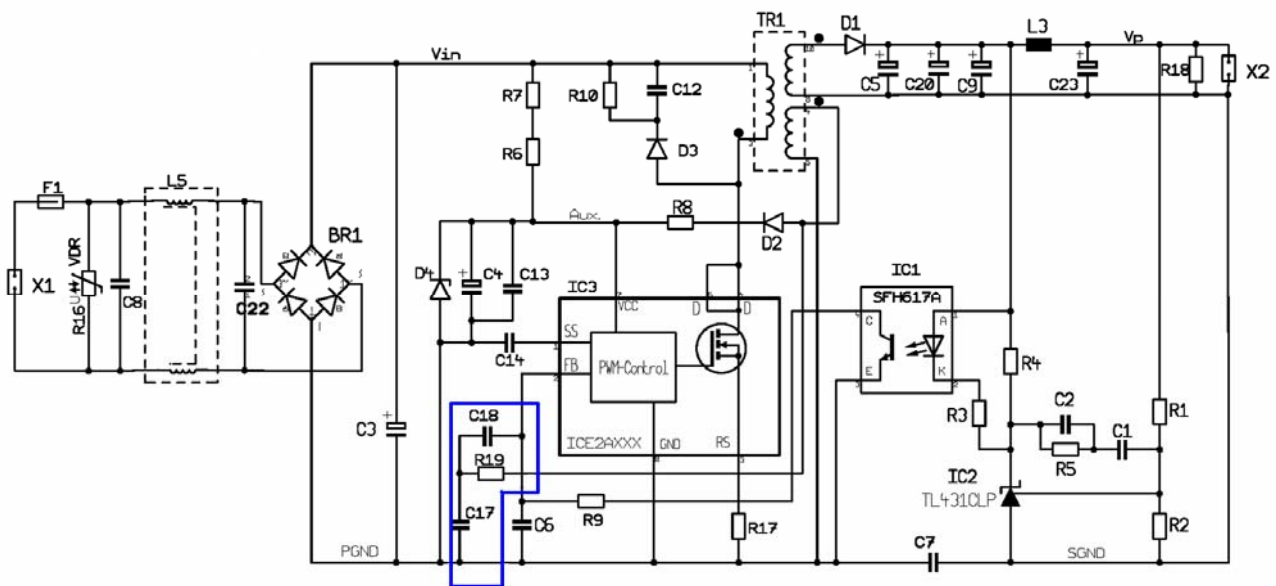 TR1
D1
L3
Vp
Vin
C5
C20
C9
C23
R18
X2
R7
R10
C12
R6
D3
F1
L5
BR1
Aux.
R8
D2
X1
R16
U
VDR
C8
C22
D4
C4
C13
IC3
VCC
D
D
IC1
SFH617A
C
A
E
K
SS
FB
C14
PWM-Control
R4
R3
C2
C1
R1
R5
C3
C18
R19
ICE2AXXX
GND
RS
IC2
TL431CLP
C17
C6
R9
R17
R2
PGND
C7
SGND